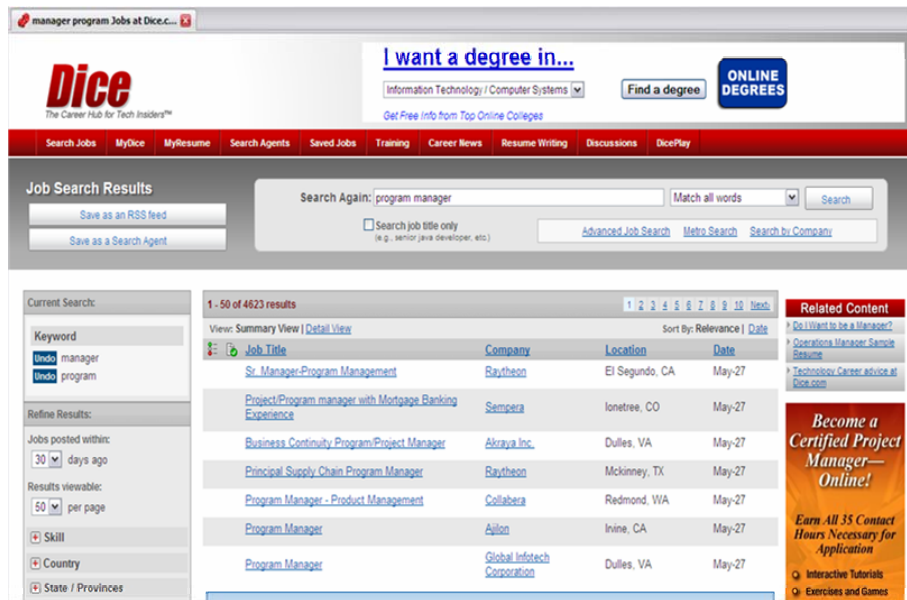 manager program Jobs at Dice.c...
Dice
The Career Hub for Tech Insiders™
I want a degree in...
Information Technology / Computer Systems
Find a degree
ONLINE
DEGREES
Get Free Info from Top Online Colleges
Search Jobs MyDice MyResume Search Agents Saved Jobs Training Career News Resume Writing Discussions DicePlay
Job Search Results
Save as an RSS feed
Save as a Search Agent
Search Again: program manager Match all words Search
Search job title only
(e.g., senior java developer, etc.)
Advanced Job Search Metro Search Search by Company
Current Search:
Keyword
Undo manager
Undo program
Refine Results:
Jobs posted within:
30 days ago
Results viewable:
50 per page
Skill
Country
State / Provinces
1 - 50 of 4623 results 1 2 3 4 5 6 7 8 9 10 Next›
View: Summary View | Detail View Sort By: Relevance | Date
Job Title Company Location Date
Sr. Manager-Program Management Raytheon El Segundo, CA May-27
Project/Program manager with Mortgage Banking
Experience Sempera lonetree, CO May-27
Business Continuity Program/Project Manager Akraya Inc. Dulles, VA May-27
Principal Supply Chain Program Manager Raytheon Mckinney, TX May-27
Program Manager - Product Management Collabera Redmond, WA May-27
Program Manager Ajilon Irvine, CA May-27
Program Manager Global Infotech
Corporation Dulles, VA May-27
Related Content
Do I Want to be a Manager?
Operations Manager Sample
Resume
Technology Career advice at
Dice.com
Become a
Certified Project
Manager—
Online!
Earn All 35 Contact
Hours Necessary for
Application
Interactive Tutorials
Exercises and Games